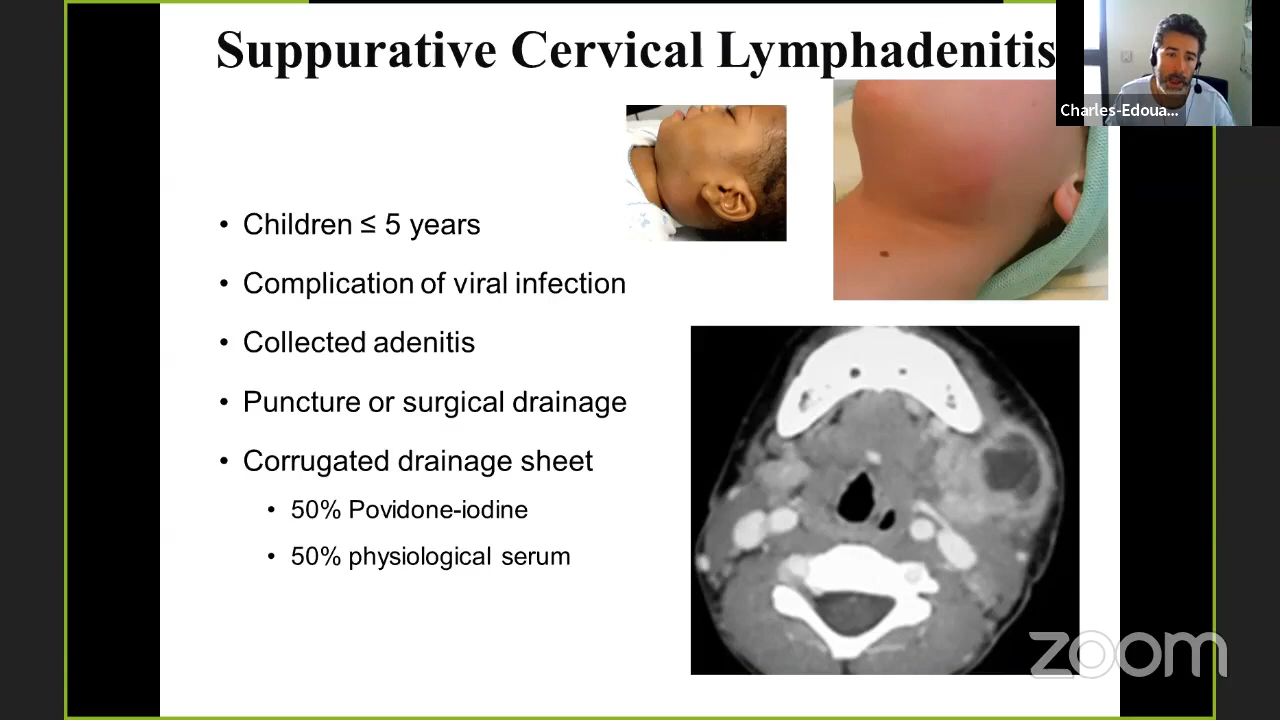 Suppurative Cervical Lymphadenitis
Charles-Edoua...
• Children ≤ 5 years
• Complication of viral infection
• Collected adenitis
• Puncture or surgical drainage
• Corrugated drainage sheet
• 50% Povidone-iodine
• 50% physiological serum
zoom